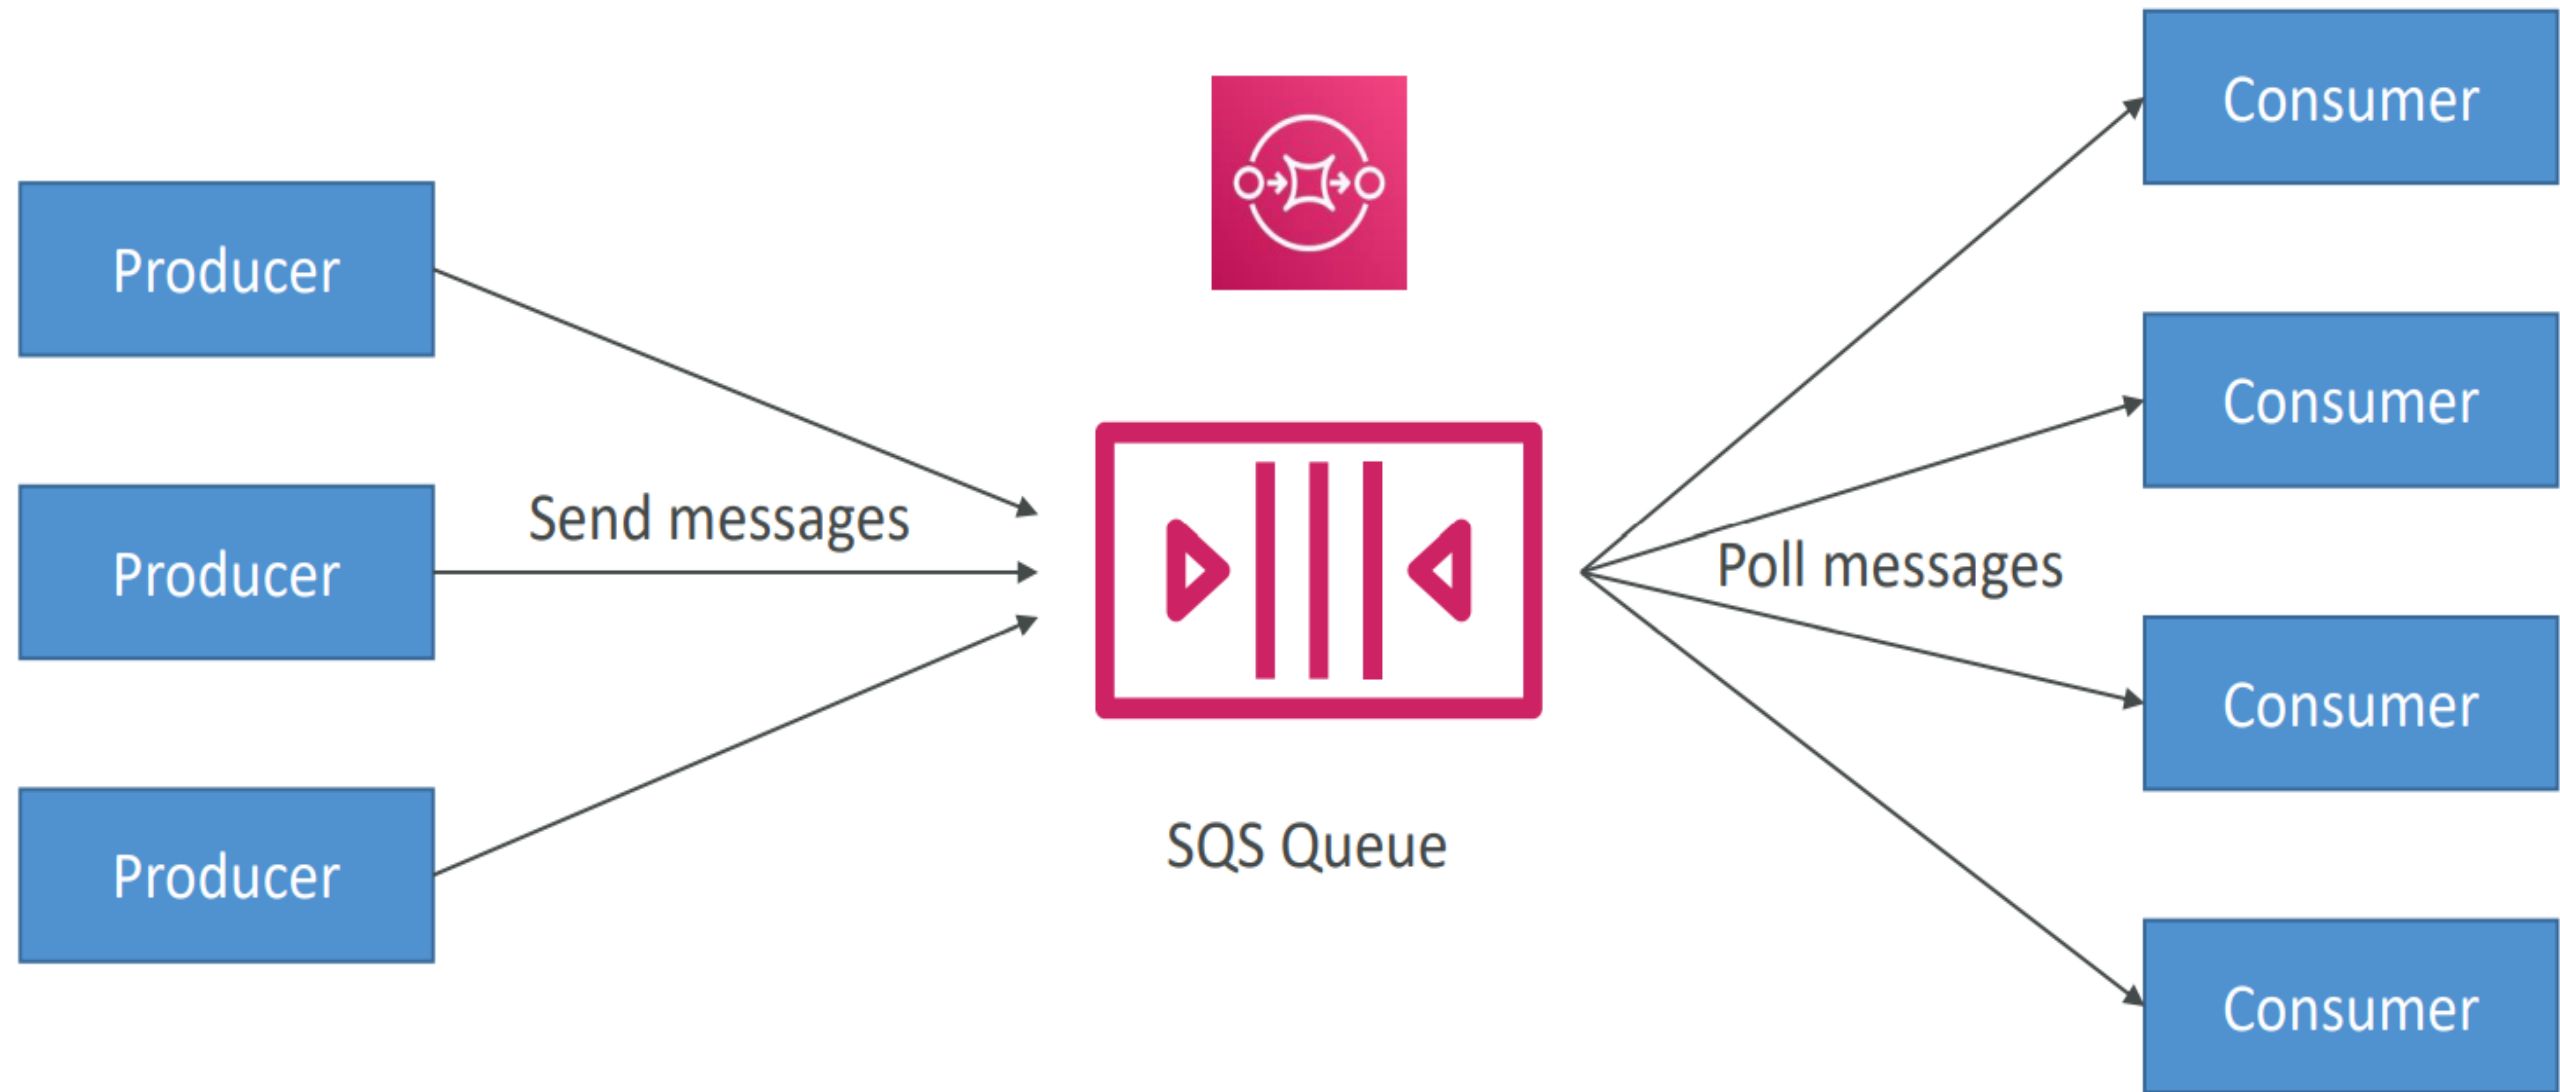 Producer
Producer
Producer
Send messages
SQS Queue
Poll messages
Consumer
Consumer
Consumer
Consumer